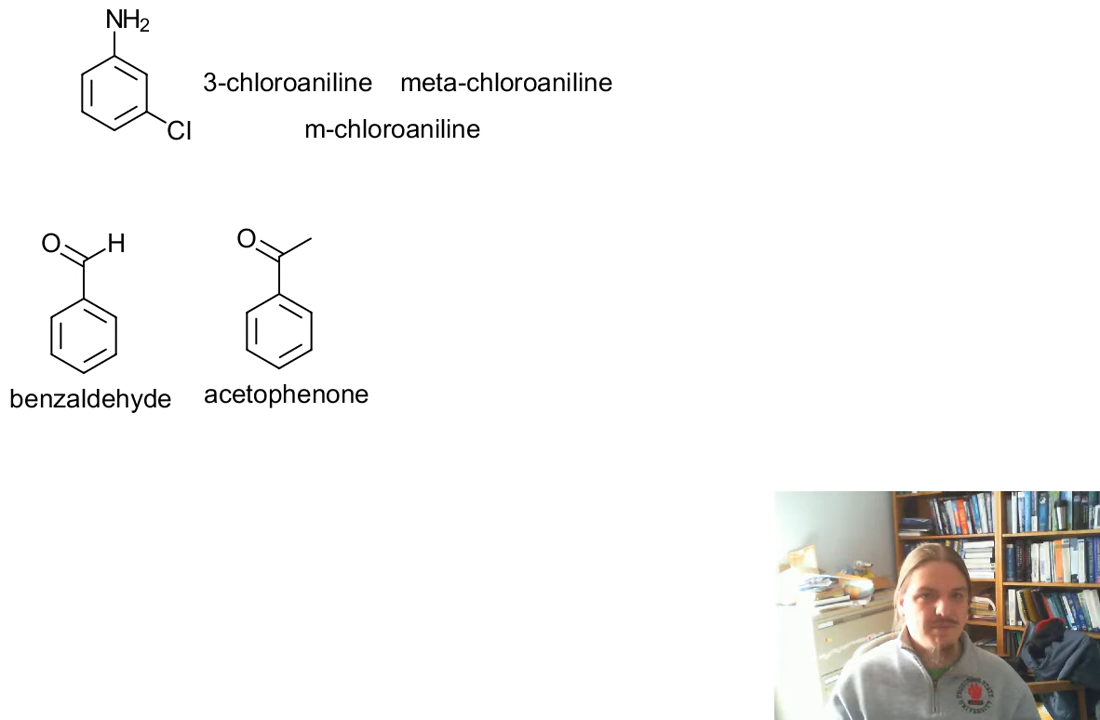 NH2
3-chloroaniline meta-chloroaniline
Cl
m-chloroaniline
O H
O
benzaldehyde
acetophenone